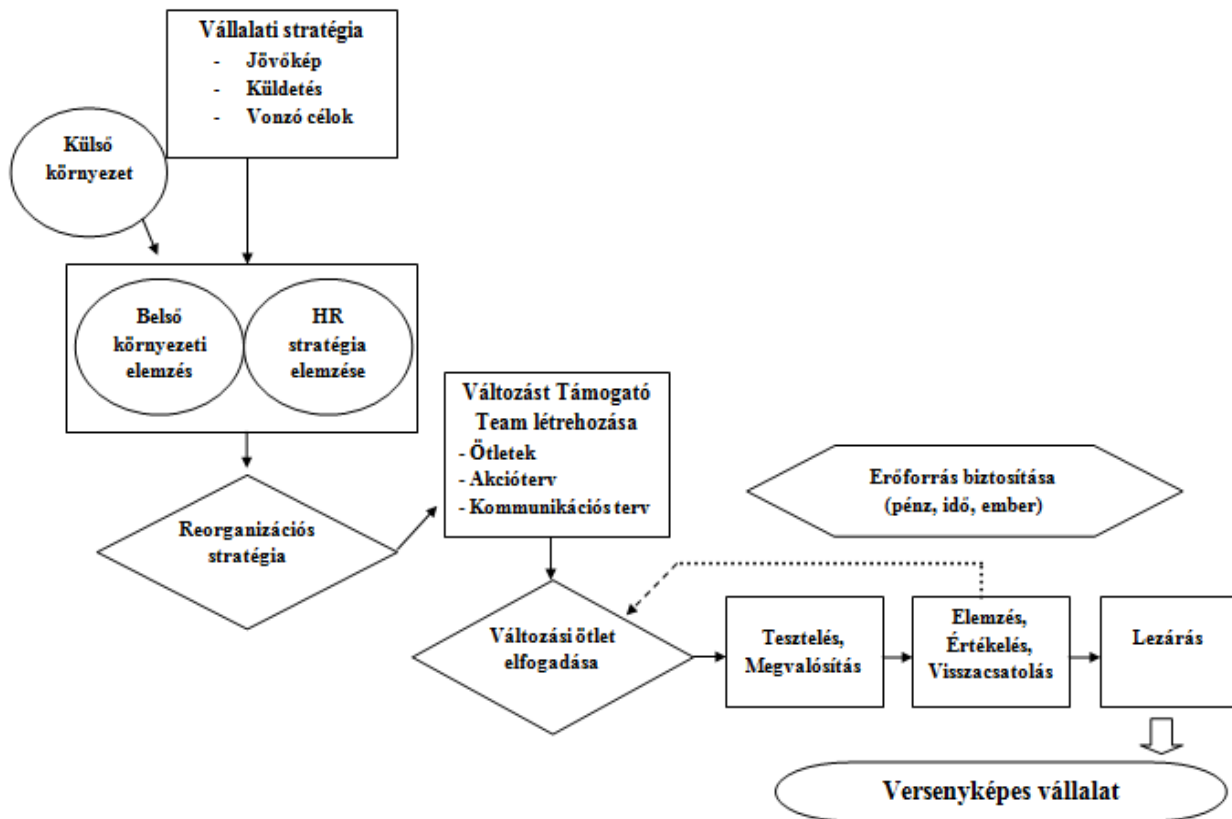 Vállalati stratégia
- Jövőkép
- Küldetés
- Vonzó célok
Külső
környezet
Belső
környezeti
elemzés
HR
stratégia
elemzése
Reorganizációs
stratégia
Változást Támogató
Team létrehozása
- Ötletek
- Akcióterv
- Kommunikációs terv
Erőforrás biztosítása
(pénz, idő, ember)
Változási ötlet
elfogadása
Tesztelés,
Megvalósítás
Elemzés,
Értékelés,
Visszacsatolás
Lezárás
Versenyképes vállalat